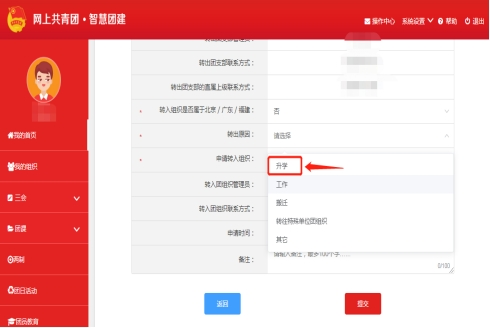 网上共青团·智慧团建
操作中心 系统设置 帮助 退出
转出团支部联系方式：
转出团支部的直属上级联系方式：
* 转入组织是否属于北京／广东／福建： 否
* 转出原因： 请选择
* 申请转入组织：
升学
工作
搬迁
转往特殊单位团组织
其它
转入团组织管理员：
转入团组织联系方式：
申请时间：
备注： 请输入备注，最多100个字……
0/100
返回 提交
我的首页
我的组织
三会
团课
两制
团日活动
团员教育